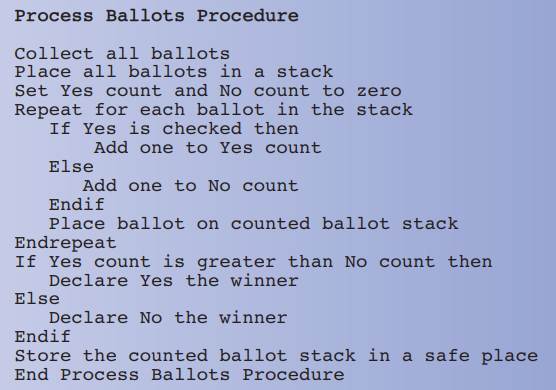 Process Ballots Procedure
Collect all ballots
Place all ballots in a stack
Set Yes count and No count to zero
Repeat for each ballot in the stack
If Yes is checked then
Add one to Yes count
Else
Add one to No count
Endif
Place ballot on counted ballot stack
Endrepeat
If Yes count is greater than No count then
Declare Yes the winner
Else
Declare No the winner
Endif
Store the counted ballot stack in a safe place
End Process Ballots Procedure